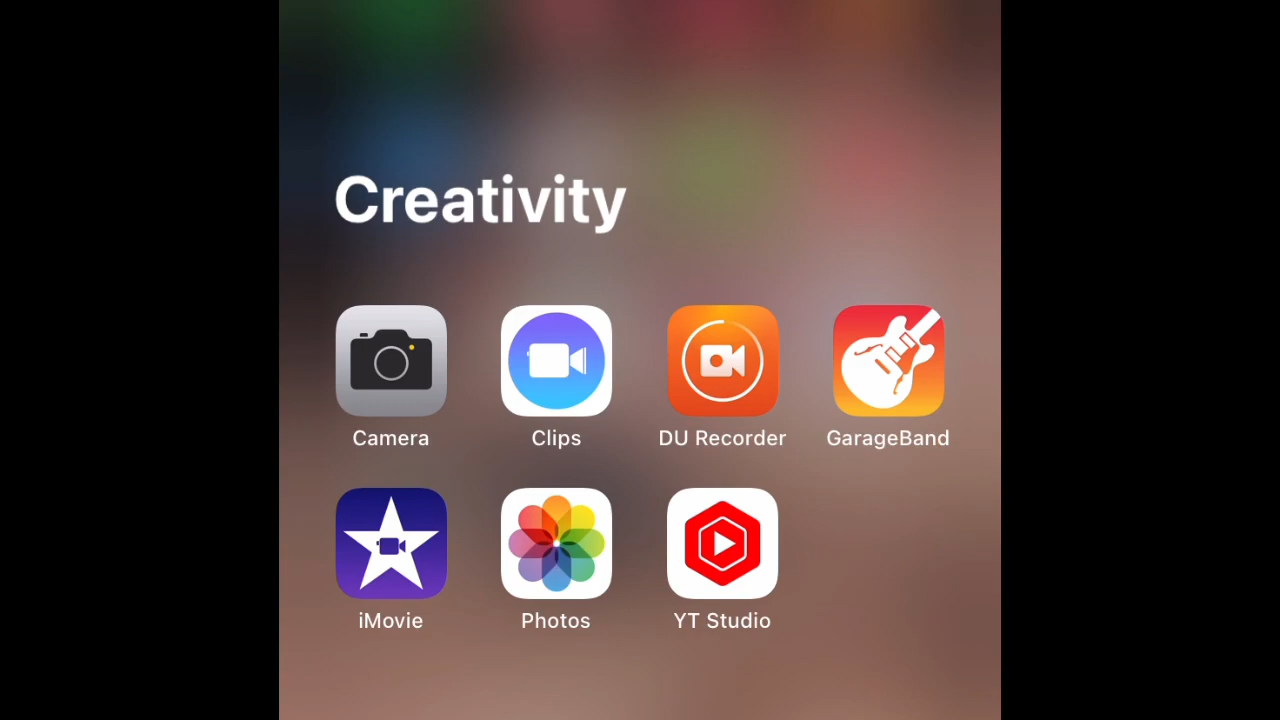 Creativity
Camera
Clips
DU Recorder
GarageBand
iMovie
Photos
YT Studio